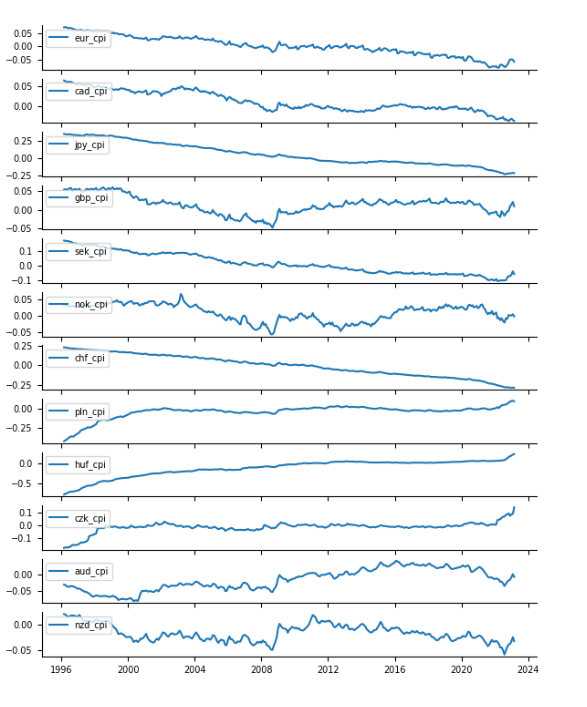 0.05
0.00
−0.05
eur_cpi
0.05
0.00
cad_cpi
0.25
0.00
−0.25
jpy_cpi
0.05
0.00
−0.05
gbp_cpi
0.1
0.0
−0.1
sek_cpi
0.05
0.00
−0.05
nok_cpi
0.25
0.00
−0.25
chf_cpi
0.00
−0.25
pln_cpi
0.0
−0.5
huf_cpi
0.1
0.0
−0.1
czk_cpi
0.00
−0.05
aud_cpi
0.00
−0.05
nzd_cpi
1996 2000 2004 2008 2012 2016 2020 2024